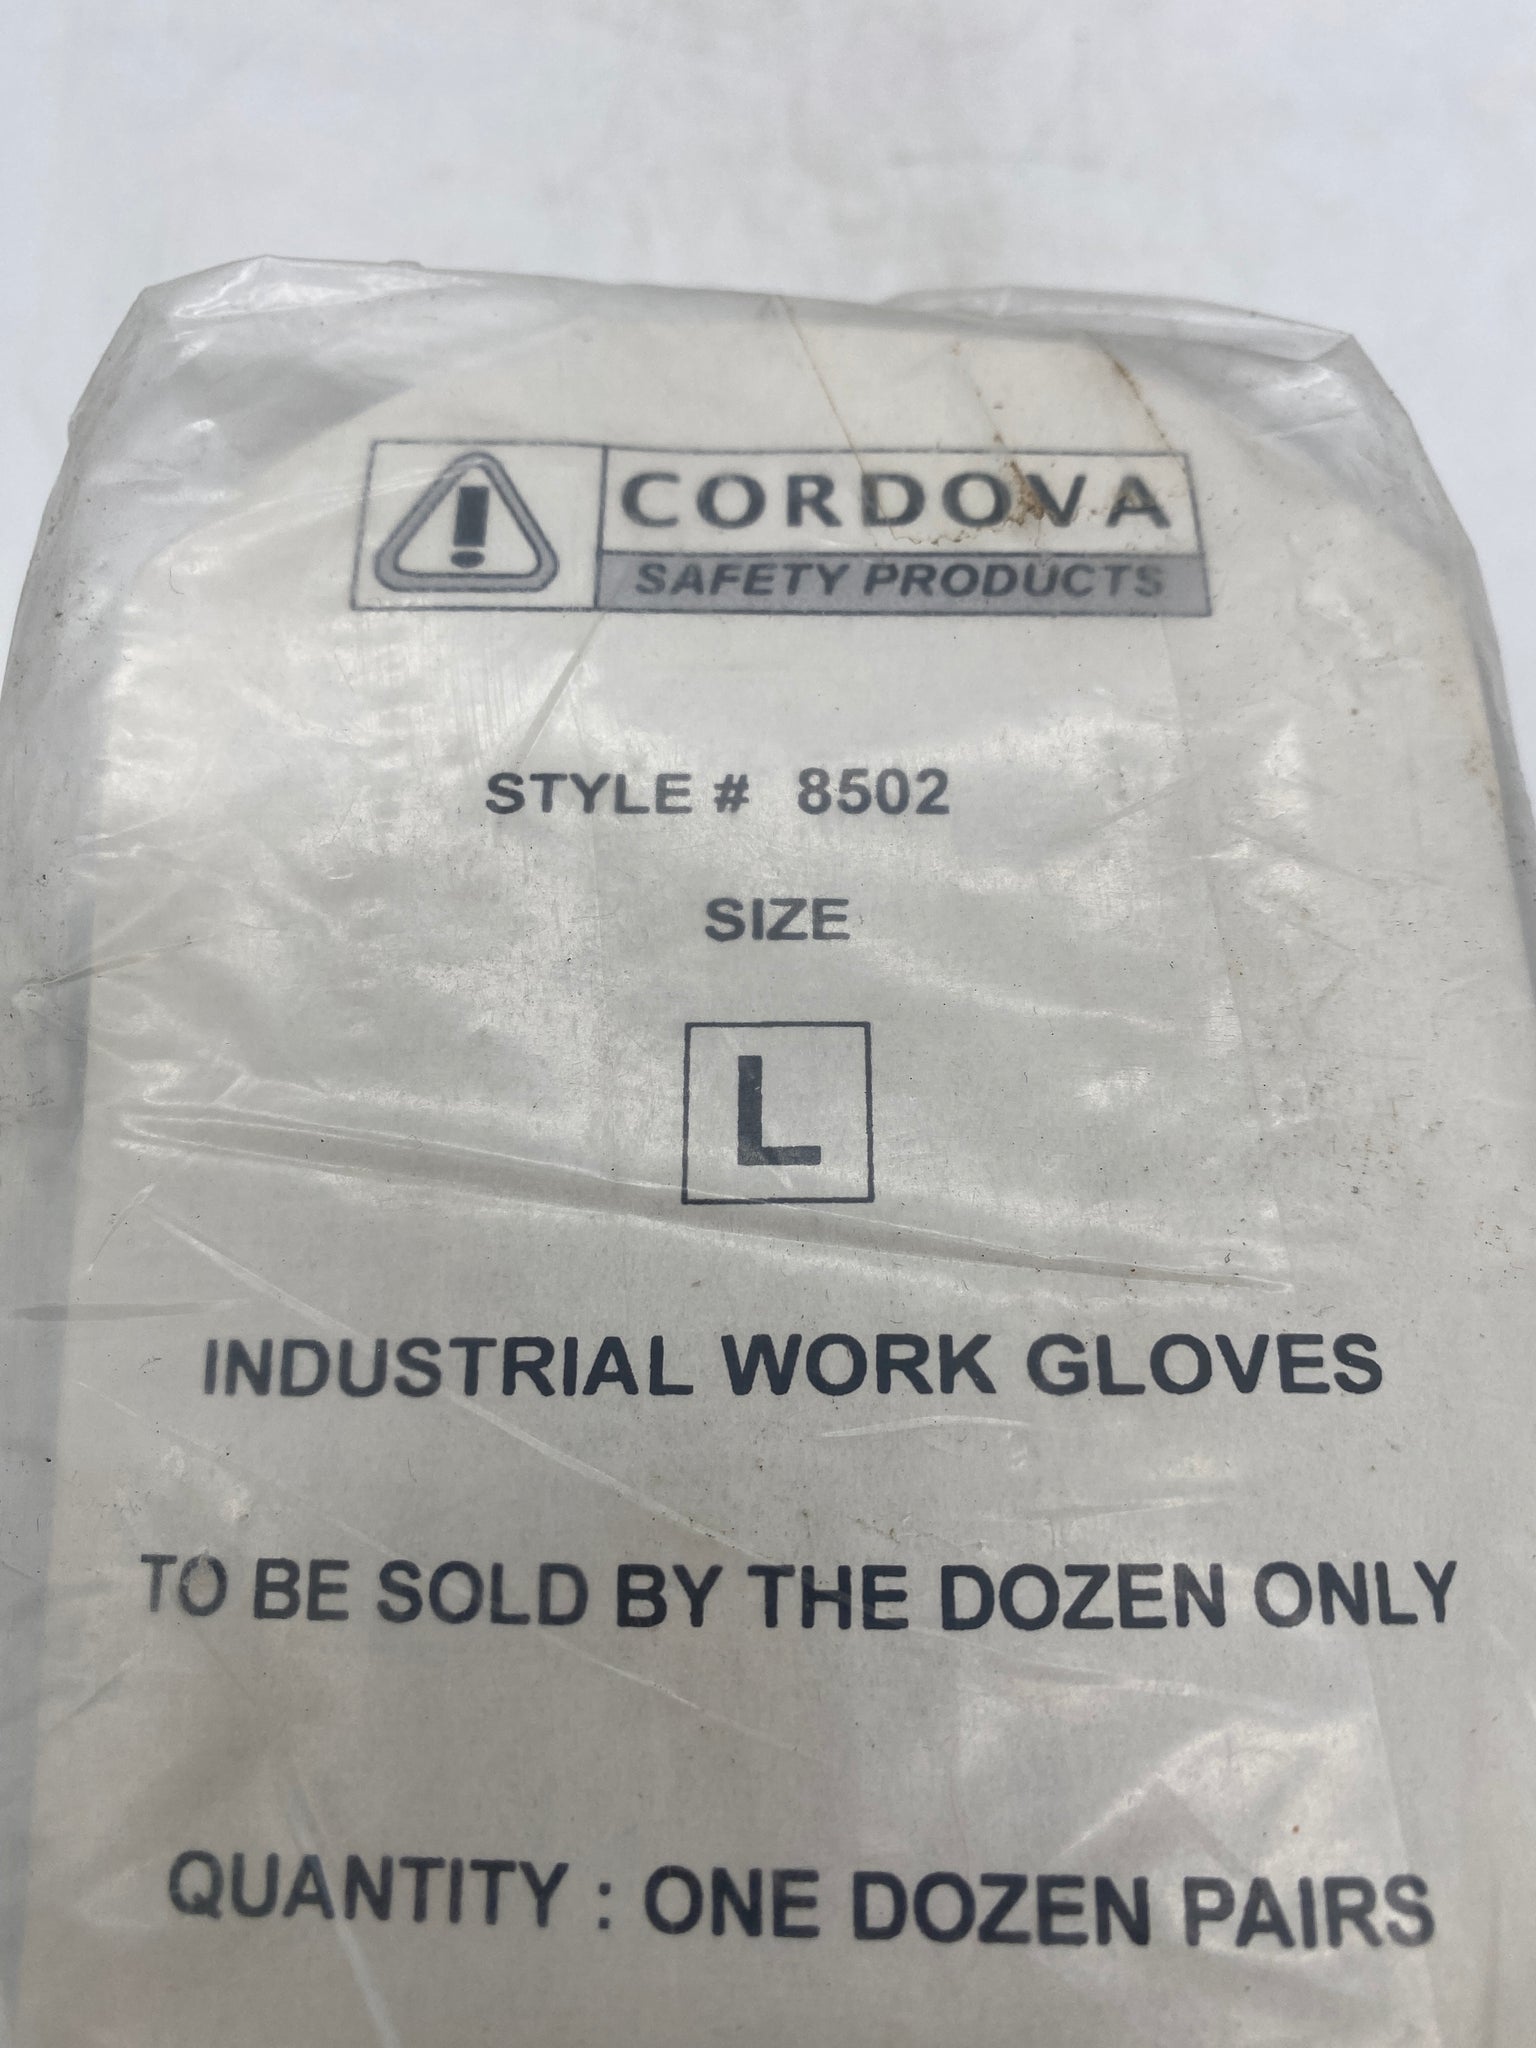 CORDOVA
SAFETY PRODUCTS
STYLE # 8502
SIZE
L
INDUSTRIAL WORK GLOVES
TO BE SOLD BY THE DOZEN ONLY
QUANTITY : ONE DOZEN PAIRS